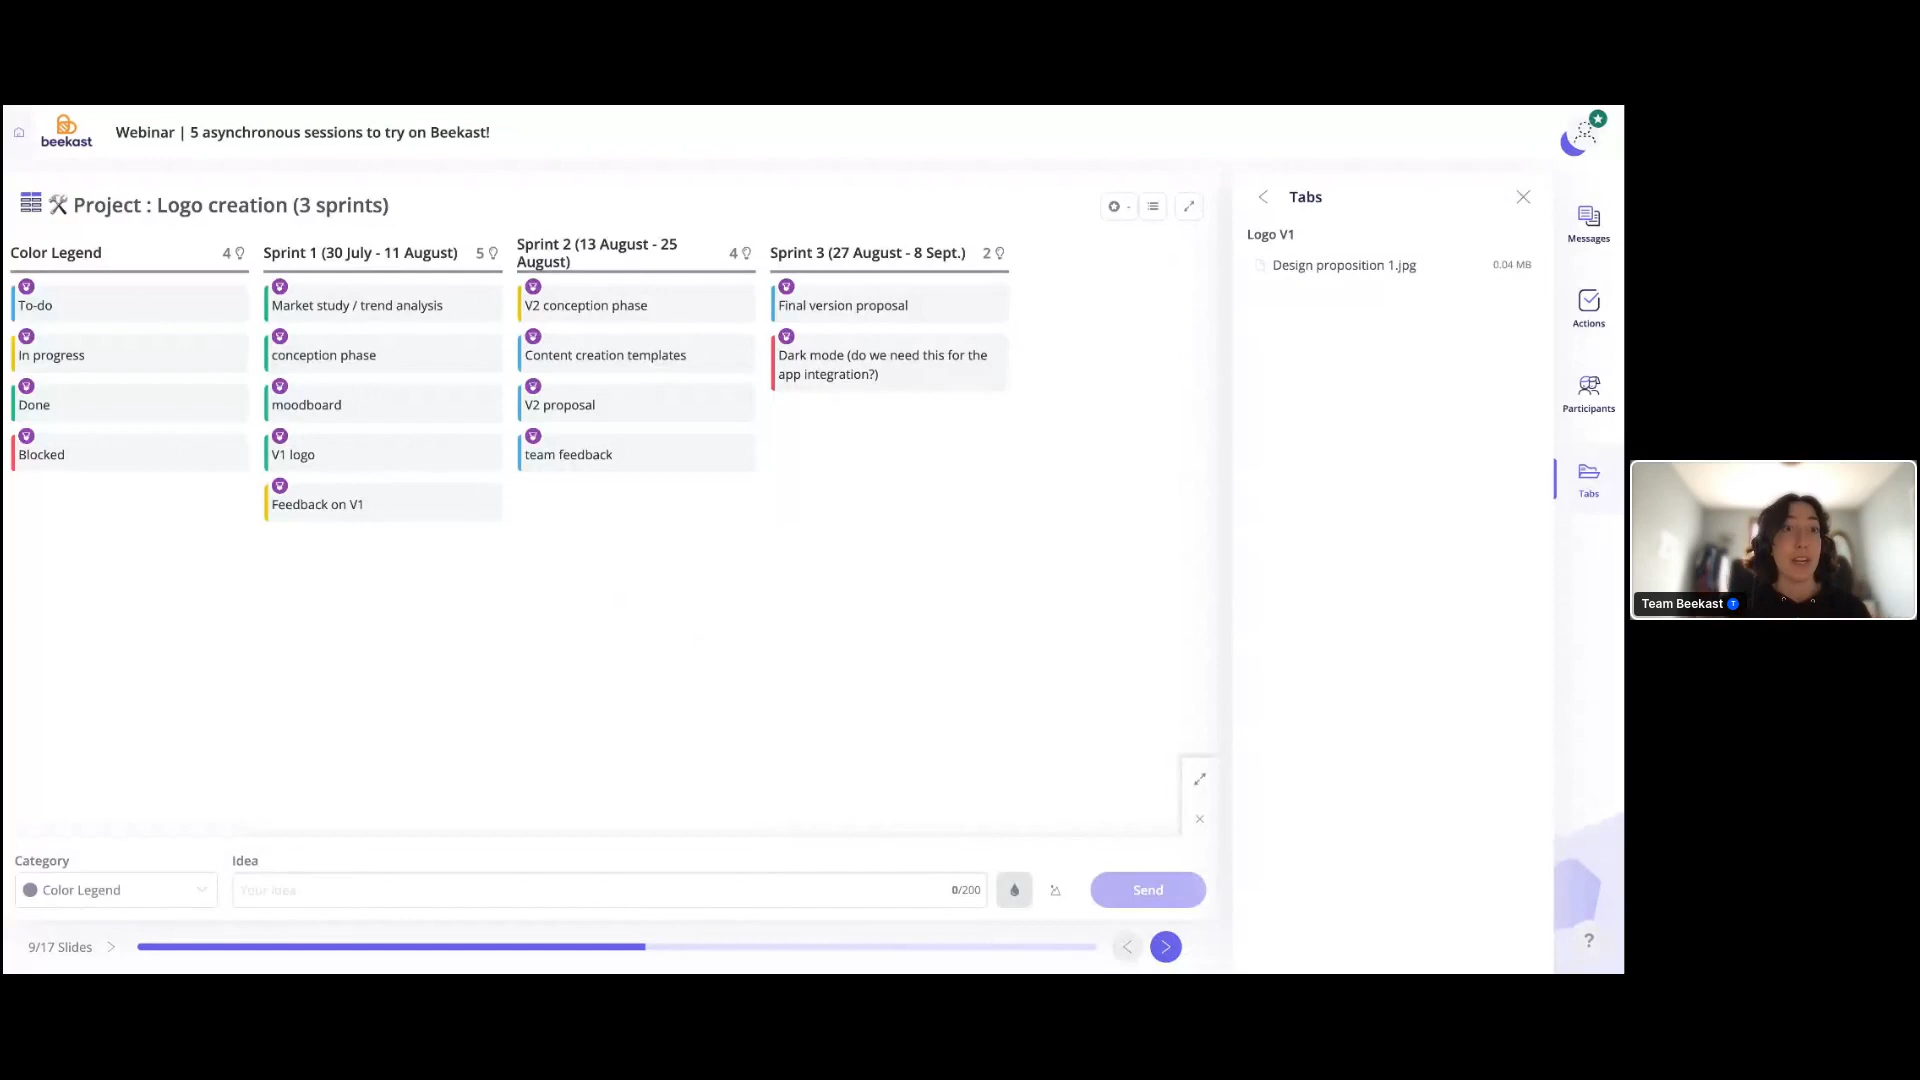 beekast
Webinar | 5 asynchronous sessions to try on Beekast!
🛠 Project : Logo creation (3 sprints)
Color Legend 4
To-do
In progress
Done
Blocked
Sprint 1 (30 July - 11 August) 5
Market study / trend analysis
conception phase
moodboard
V1 logo
Feedback on V1
Sprint 2 (13 August - 25
August) 4
V2 conception phase
Content creation templates
V2 proposal
team feedback
Sprint 3 (27 August - 8 Sept.) 2
Final version proposal
Dark mode (do we need this for the
app integration?)
Tabs
Logo V1
Design proposition 1.jpg 0.04 MB
Messages
Actions
Participants
Tabs
?
Category
Color Legend
Idea
Your idea 0/200
Send
9/17 Slides
Team Beekast T